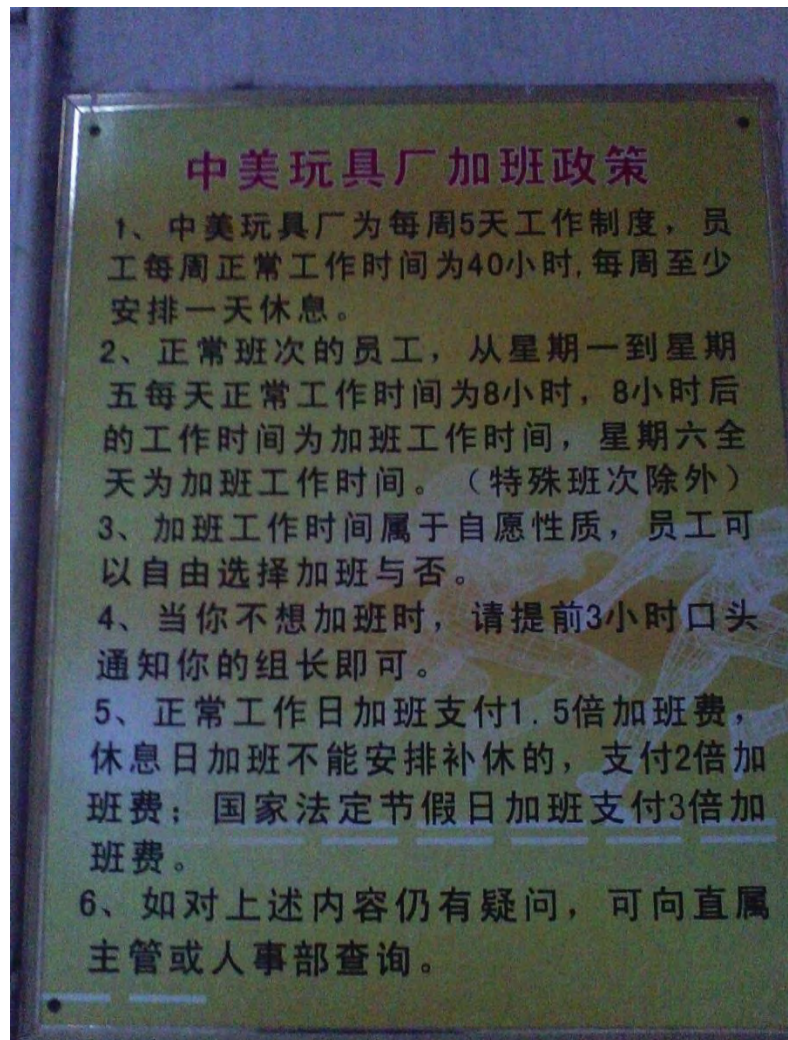 中美玩具厂加班政策
1、中美玩具厂为每周5天工作制度，员
工每周正常工作时间为40小时,每周至少
安排一天休息。
2、正常班次的员工，从星期一到星期
五每天正常工作时间为8小时，8小时后
的工作时间为加班工作时间，星期六全
天为加班工作时间。（特殊班次除外）
3、加班工作时间属于自愿性质，员工可
以自由选择加班与否。
4、当你不想加班时，请提前3小时口头
通知你的组长即可。
5、正常工作日加班支付1.5倍加班费，
休息日加班不能安排补休的，支付2倍加
班费；国家法定节假日加班支付3倍加
班费。
6、如对上述内容仍有疑问，可向直属
主管或人事部查询。